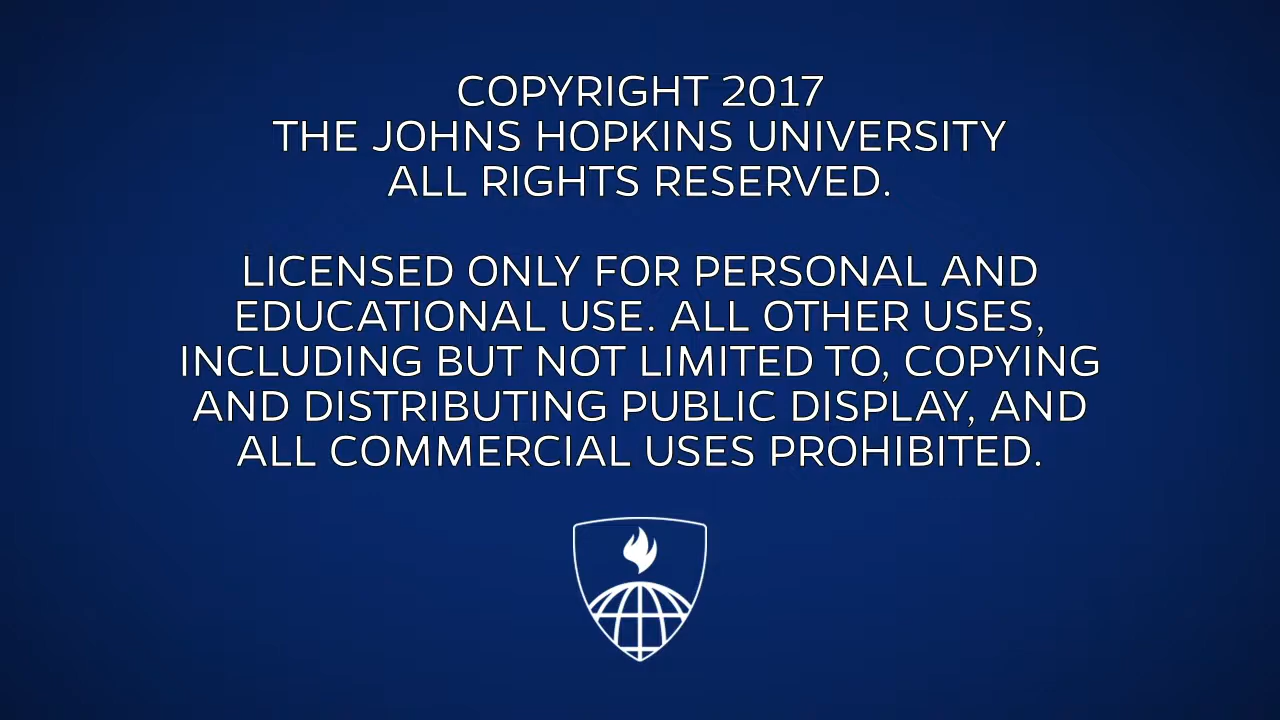 COPYRIGHT 2017
THE JOHNS HOPKINS UNIVERSITY
ALL RIGHTS RESERVED.
LICENSED ONLY FOR PERSONAL AND
EDUCATIONAL USE. ALL OTHER USES,
INCLUDING BUT NOT LIMITED TO, COPYING
AND DISTRIBUTING PUBLIC DISPLAY, AND
ALL COMMERCIAL USES PROHIBITED.